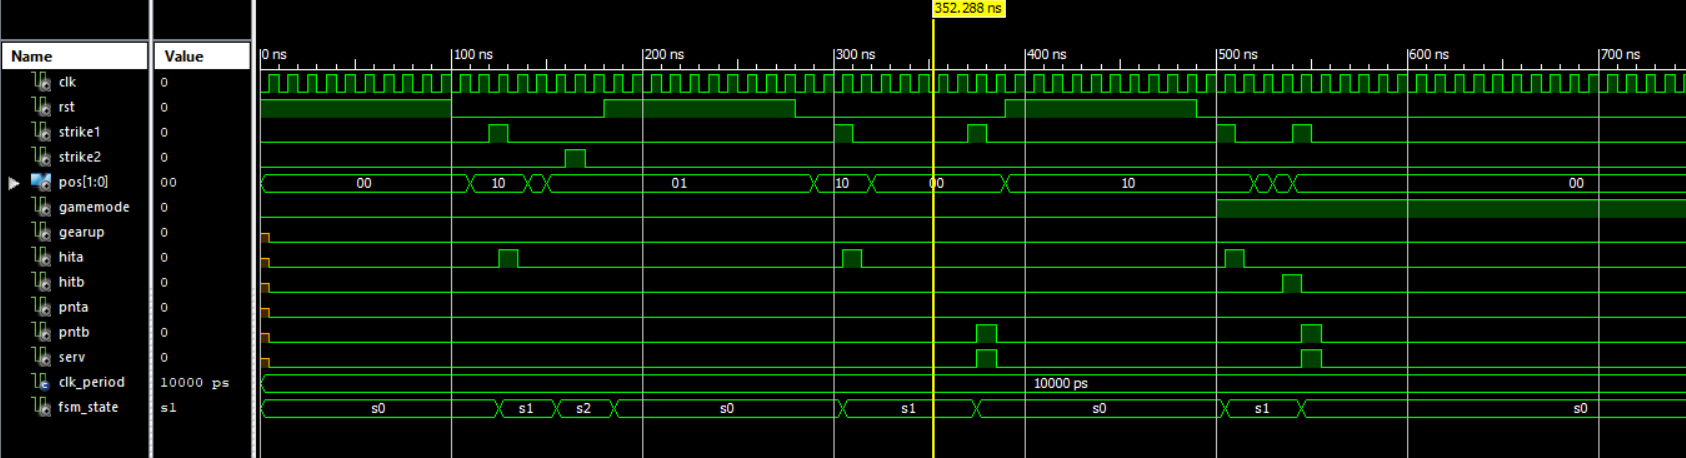 352.288 ns
Name Value 0 ns 100 ns 200 ns 300 ns 400 ns 500 ns 600 ns 700 ns
clk 0
rst 0
strike1 0
strike2 0
pos[1:0] 00 00 10 01 10 00 10 00
gamemode 0
gearup 0
hita 0
hitb 0
pnta 0
pntb 0
serv 0
clk_period 10000 ps 10000 ps
fsm_state s1 s0 s1 s2 s0 s1 s0 s1 s0